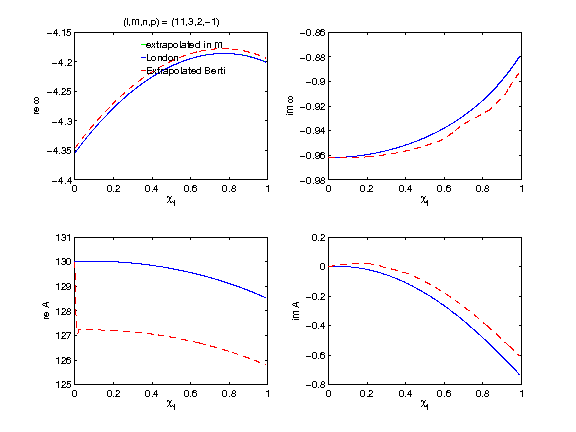 (l,m,n,p) = (11,3,2,−1)
−4.15
−4.2
−4.25
−4.3
−4.35
−4.4
re ω
0 0.2 0.4 0.6 0.8 1
χf
extrapolated in m
London
Extrapolated Berti
−0.86
−0.88
−0.9
−0.92
−0.94
−0.96
−0.98
im ω
0 0.2 0.4 0.6 0.8 1
χf
131
130
129
128
127
126
125
re A
0 0.2 0.4 0.6 0.8 1
χf
0.2
0
−0.2
−0.4
−0.6
−0.8
im A
0 0.2 0.4 0.6 0.8 1
χf